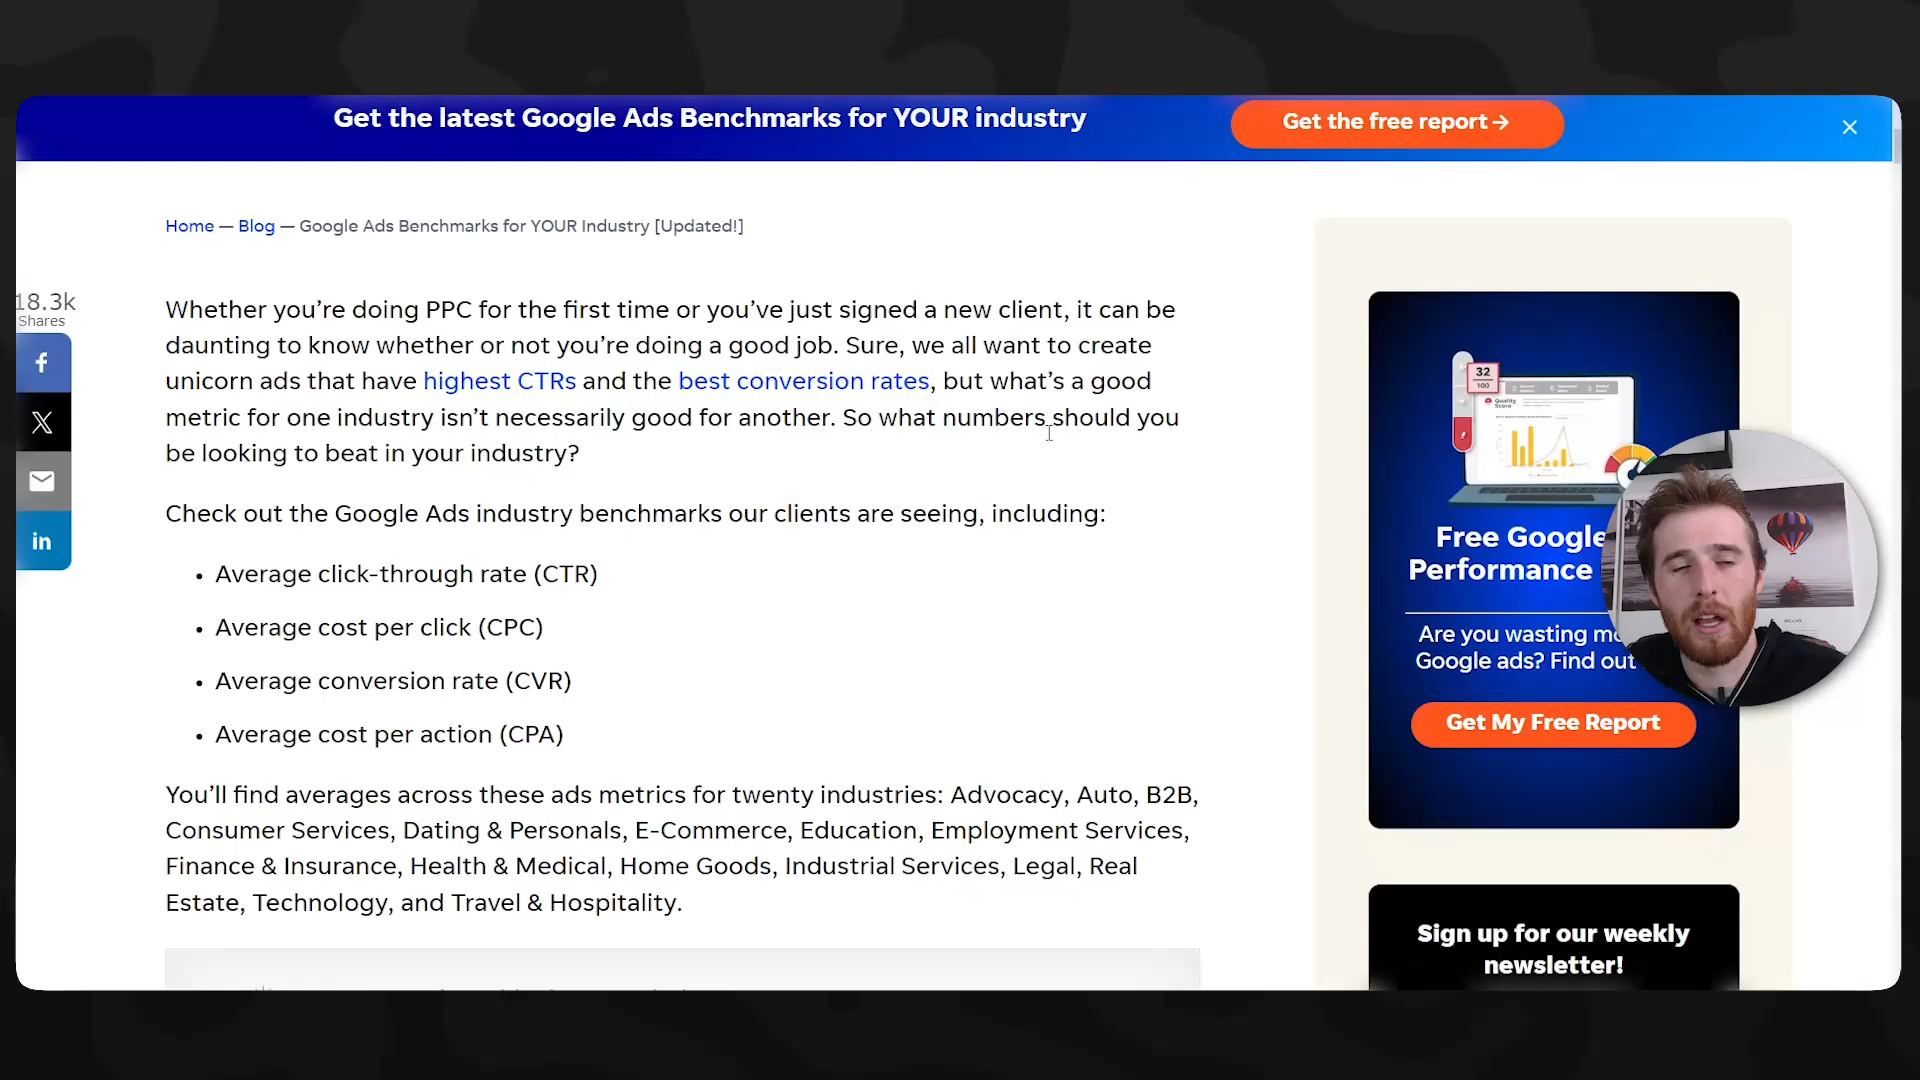 Get the latest Google Ads Benchmarks for YOUR industry
Get the free report→
Home — Blog — Google Ads Benchmarks for YOUR Industry [Updated!]
18.3k
Shares
Whether you’re doing PPC for the first time or you’ve just signed a new client, it can be
daunting to know whether or not you’re doing a good job. Sure, we all want to create
unicorn ads that have highest CTRs and the best conversion rates, but what’s a good
metric for one industry isn’t necessarily good for another. So what numbers should you
be looking to beat in your industry?
Check out the Google Ads industry benchmarks our clients are seeing, including:
• Average click-through rate (CTR)
• Average cost per click (CPC)
• Average conversion rate (CVR)
• Average cost per action (CPA)
You’ll find averages across these ads metrics for twenty industries: Advocacy, Auto, B2B,
Consumer Services, Dating & Personals, E-Commerce, Education, Employment Services,
Finance & Insurance, Health & Medical, Home Goods, Industrial Services, Legal, Real
Estate, Technology, and Travel & Hospitality.
32
100
Quality
Score
Free Google
Performance
Are you wasting
Google ads? Find out
Get My Free Report
Sign up for our weekly
newsletter!